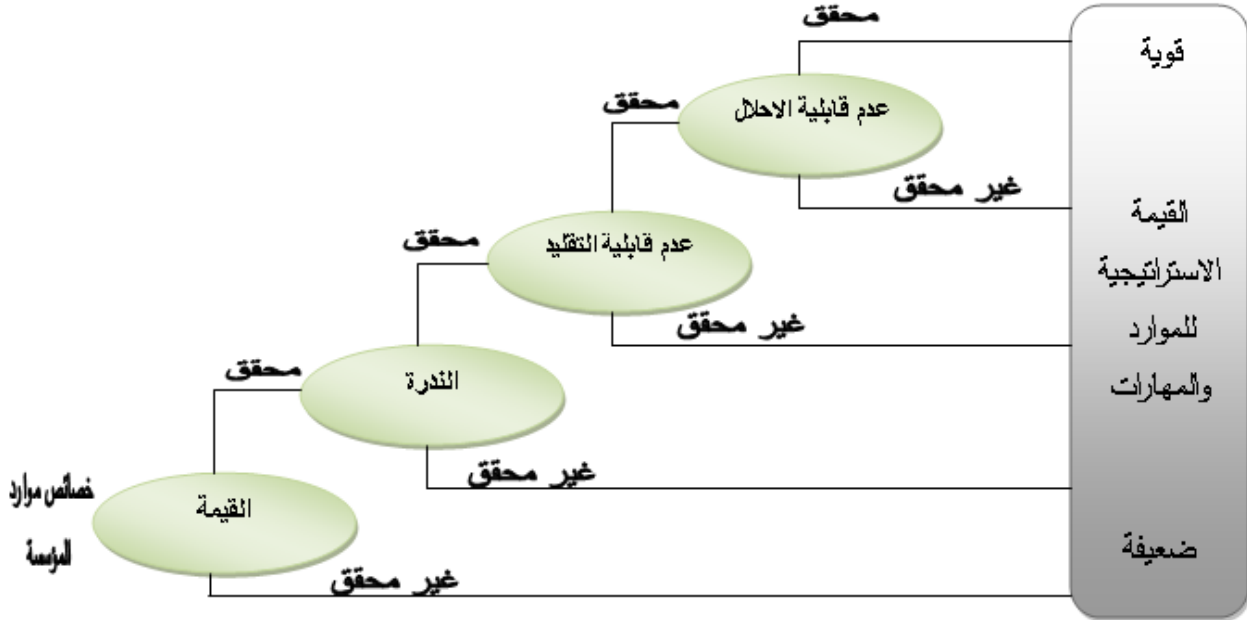 محقق
قوية
عدم قابلية الاحلال
محقق
غير محقق
القيمة
الاستراتيجية
للموارد
والمهارات
محقق
عدم قابلية التقليد
غير محقق
محقق
الندرة
غير محقق
خصائص موارد
المؤسسة
القيمة
ضعيفة
غير محقق